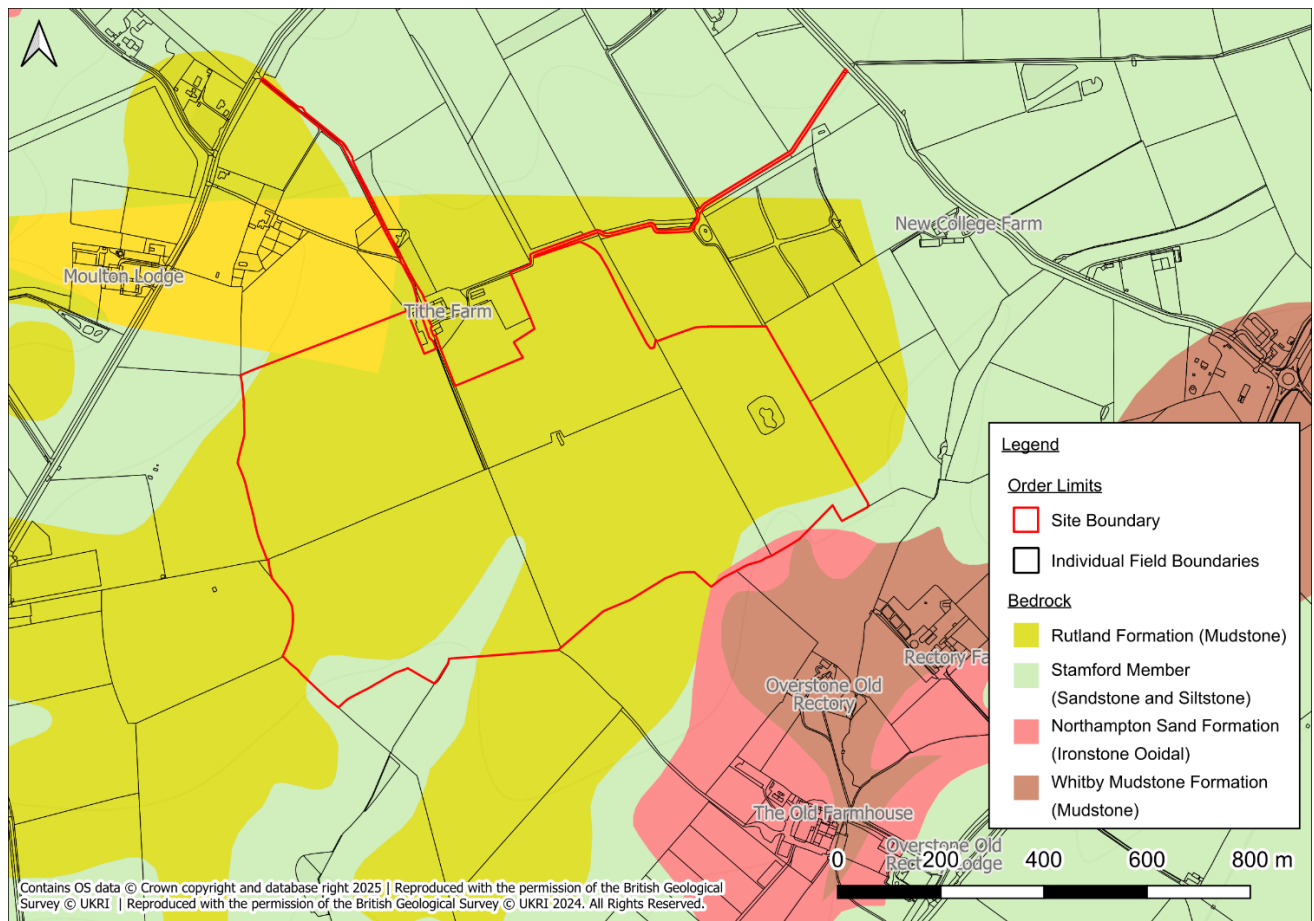 New College Farm
Moulton Lodge
Tithe Farm
Legend
Order Limits
Site Boundary
Individual Field Boundaries
Bedrock
Rutland Formation (Mudstone)
Stamford Member
(Sandstone and Siltstone)
Northampton Sand Formation
(Ironstone Ooidal)
Whitby Mudstone Formation
(Mudstone)
Rectory Fa
Overstone Old
Rectory
The Old Farmhouse
Overstone Old
Rect Lodge
0 200 400 600 800 m
Contains OS data © Crown copyright and database right 2025 | Reproduced with the permission of the British Geological
Survey © UKRI | Reproduced with the permission of the British Geological Survey © UKRI 2024. All Rights Reserved.